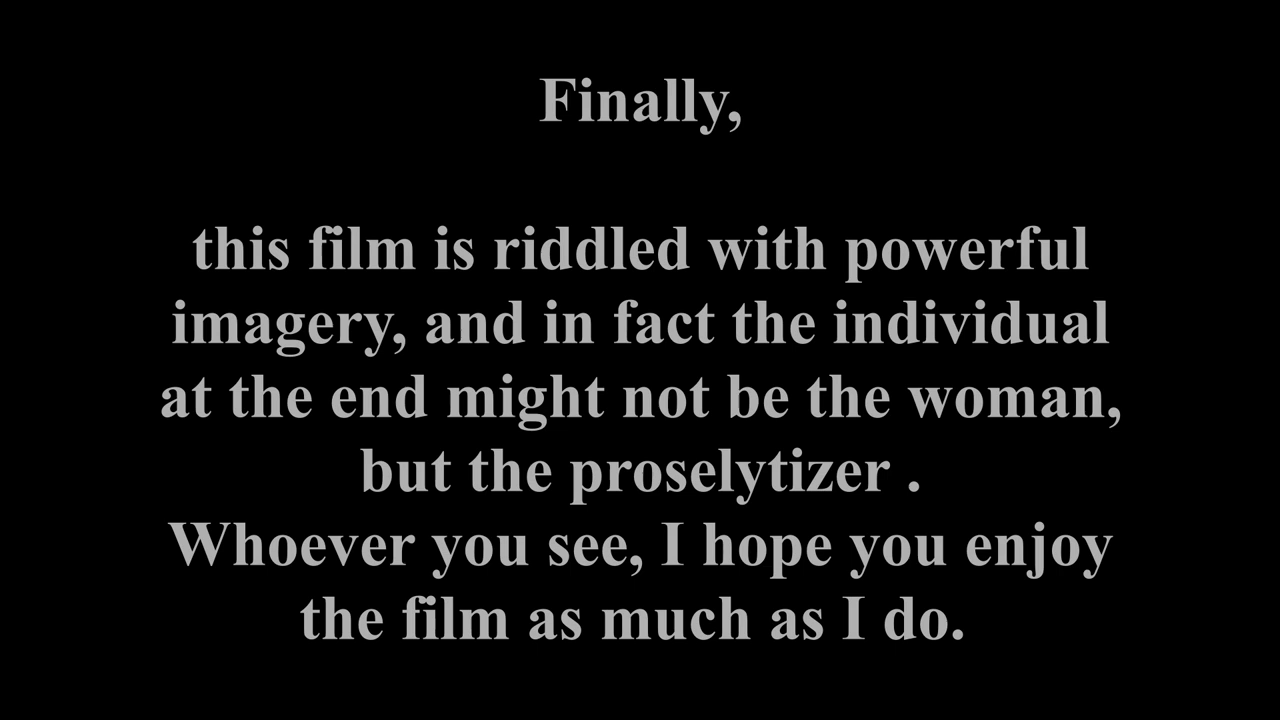 Finally,
this film is riddled with powerful
imagery, and in fact the individual
at the end might not be the woman,
but the proselytizer .
Whoever you see, I hope you enjoy
the film as much as I do.